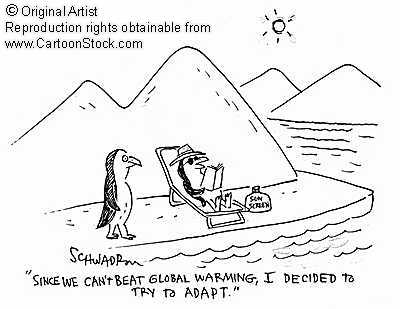 © Original Artist
Reproduction rights obtainable from
www.CartoonStock.com
SUN
SCREEN
SCHWADRON
"SINCE WE CAN'T BEAT GLOBAL WARMING, I DECIDED TO
TRY TO ADAPT."